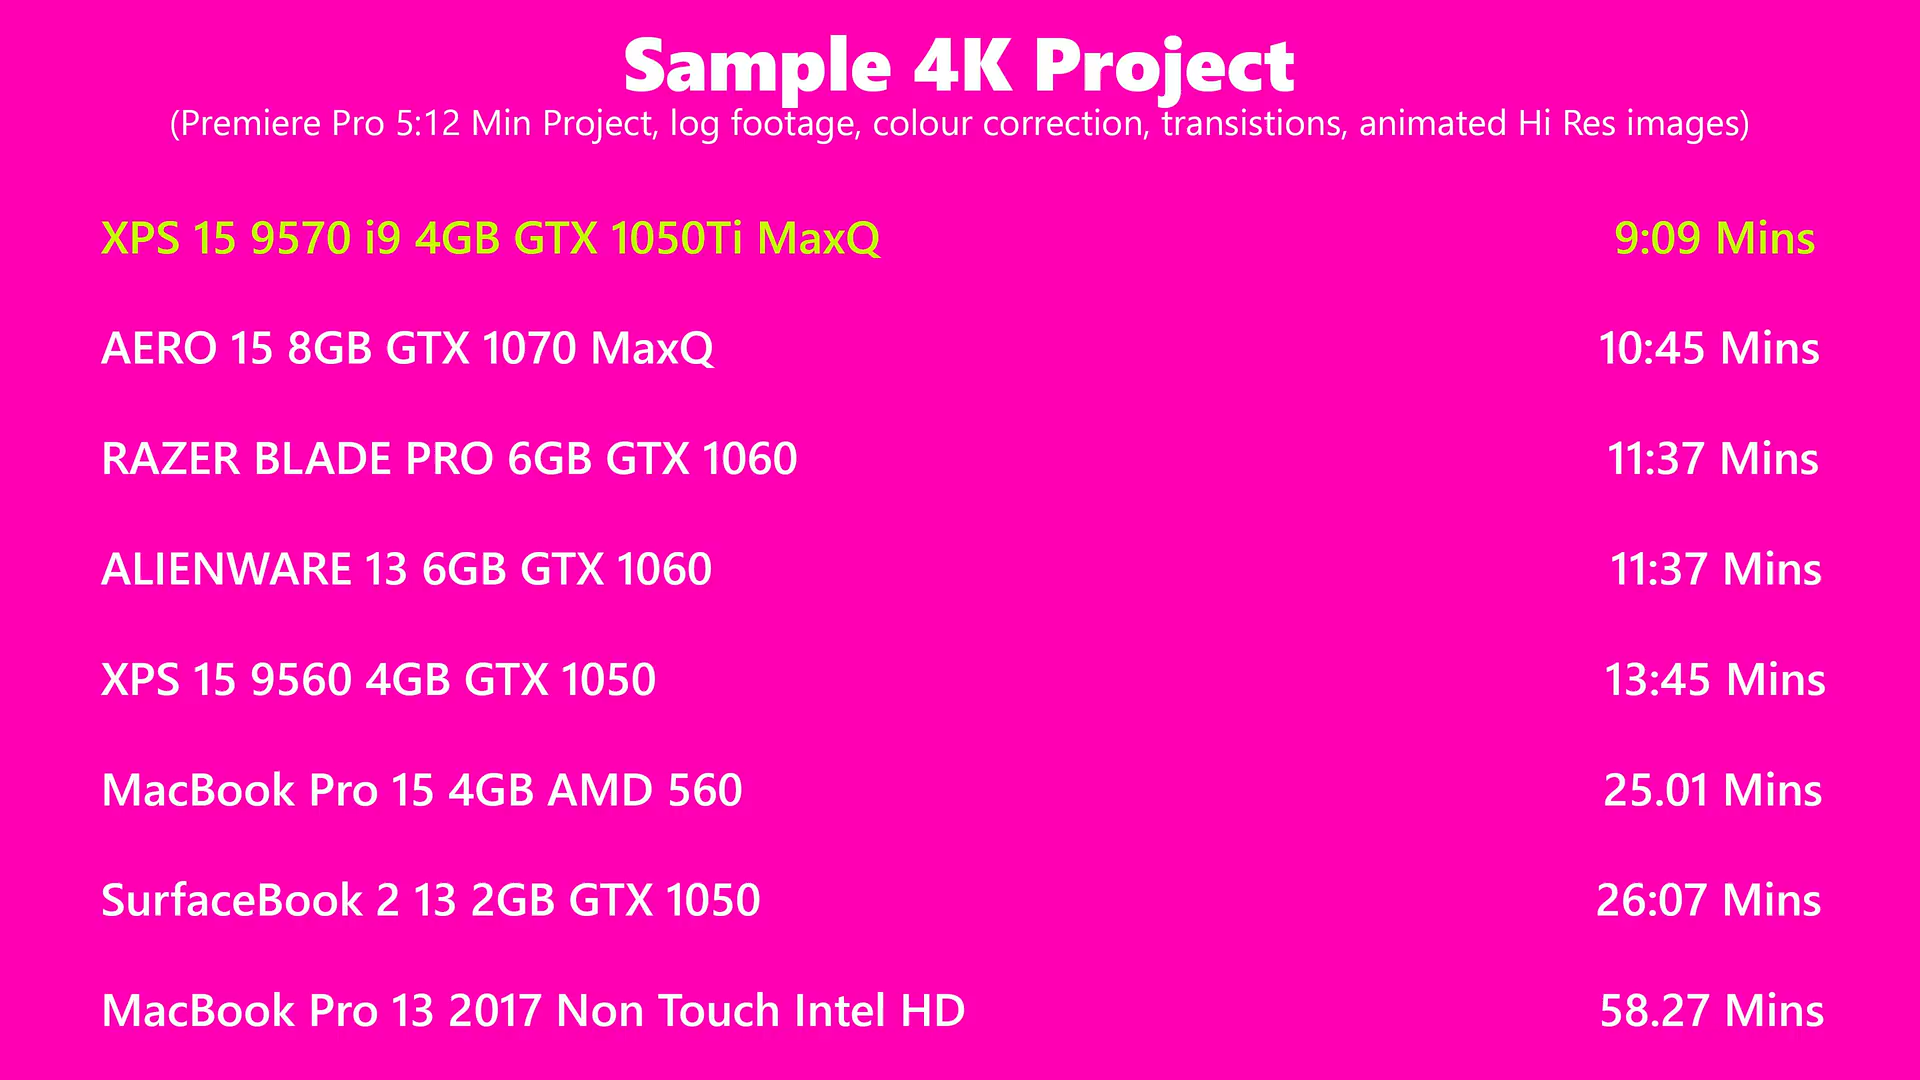 Sample 4K Project
(Premiere Pro 5:12 Min Project, log footage, colour correction, transistions, animated Hi Res images)
XPS 15 9570 i9 4GB GTX 1050Ti MaxQ 9:09 Mins
AERO 15 8GB GTX 1070 MaxQ 10:45 Mins
RAZER BLADE PRO 6GB GTX 1060 11:37 Mins
ALIENWARE 13 6GB GTX 1060 11:37 Mins
XPS 15 9560 4GB GTX 1050 13:45 Mins
MacBook Pro 15 4GB AMD 560 25.01 Mins
SurfaceBook 2 13 2GB GTX 1050 26:07 Mins
MacBook Pro 13 2017 Non Touch Intel HD 58.27 Mins